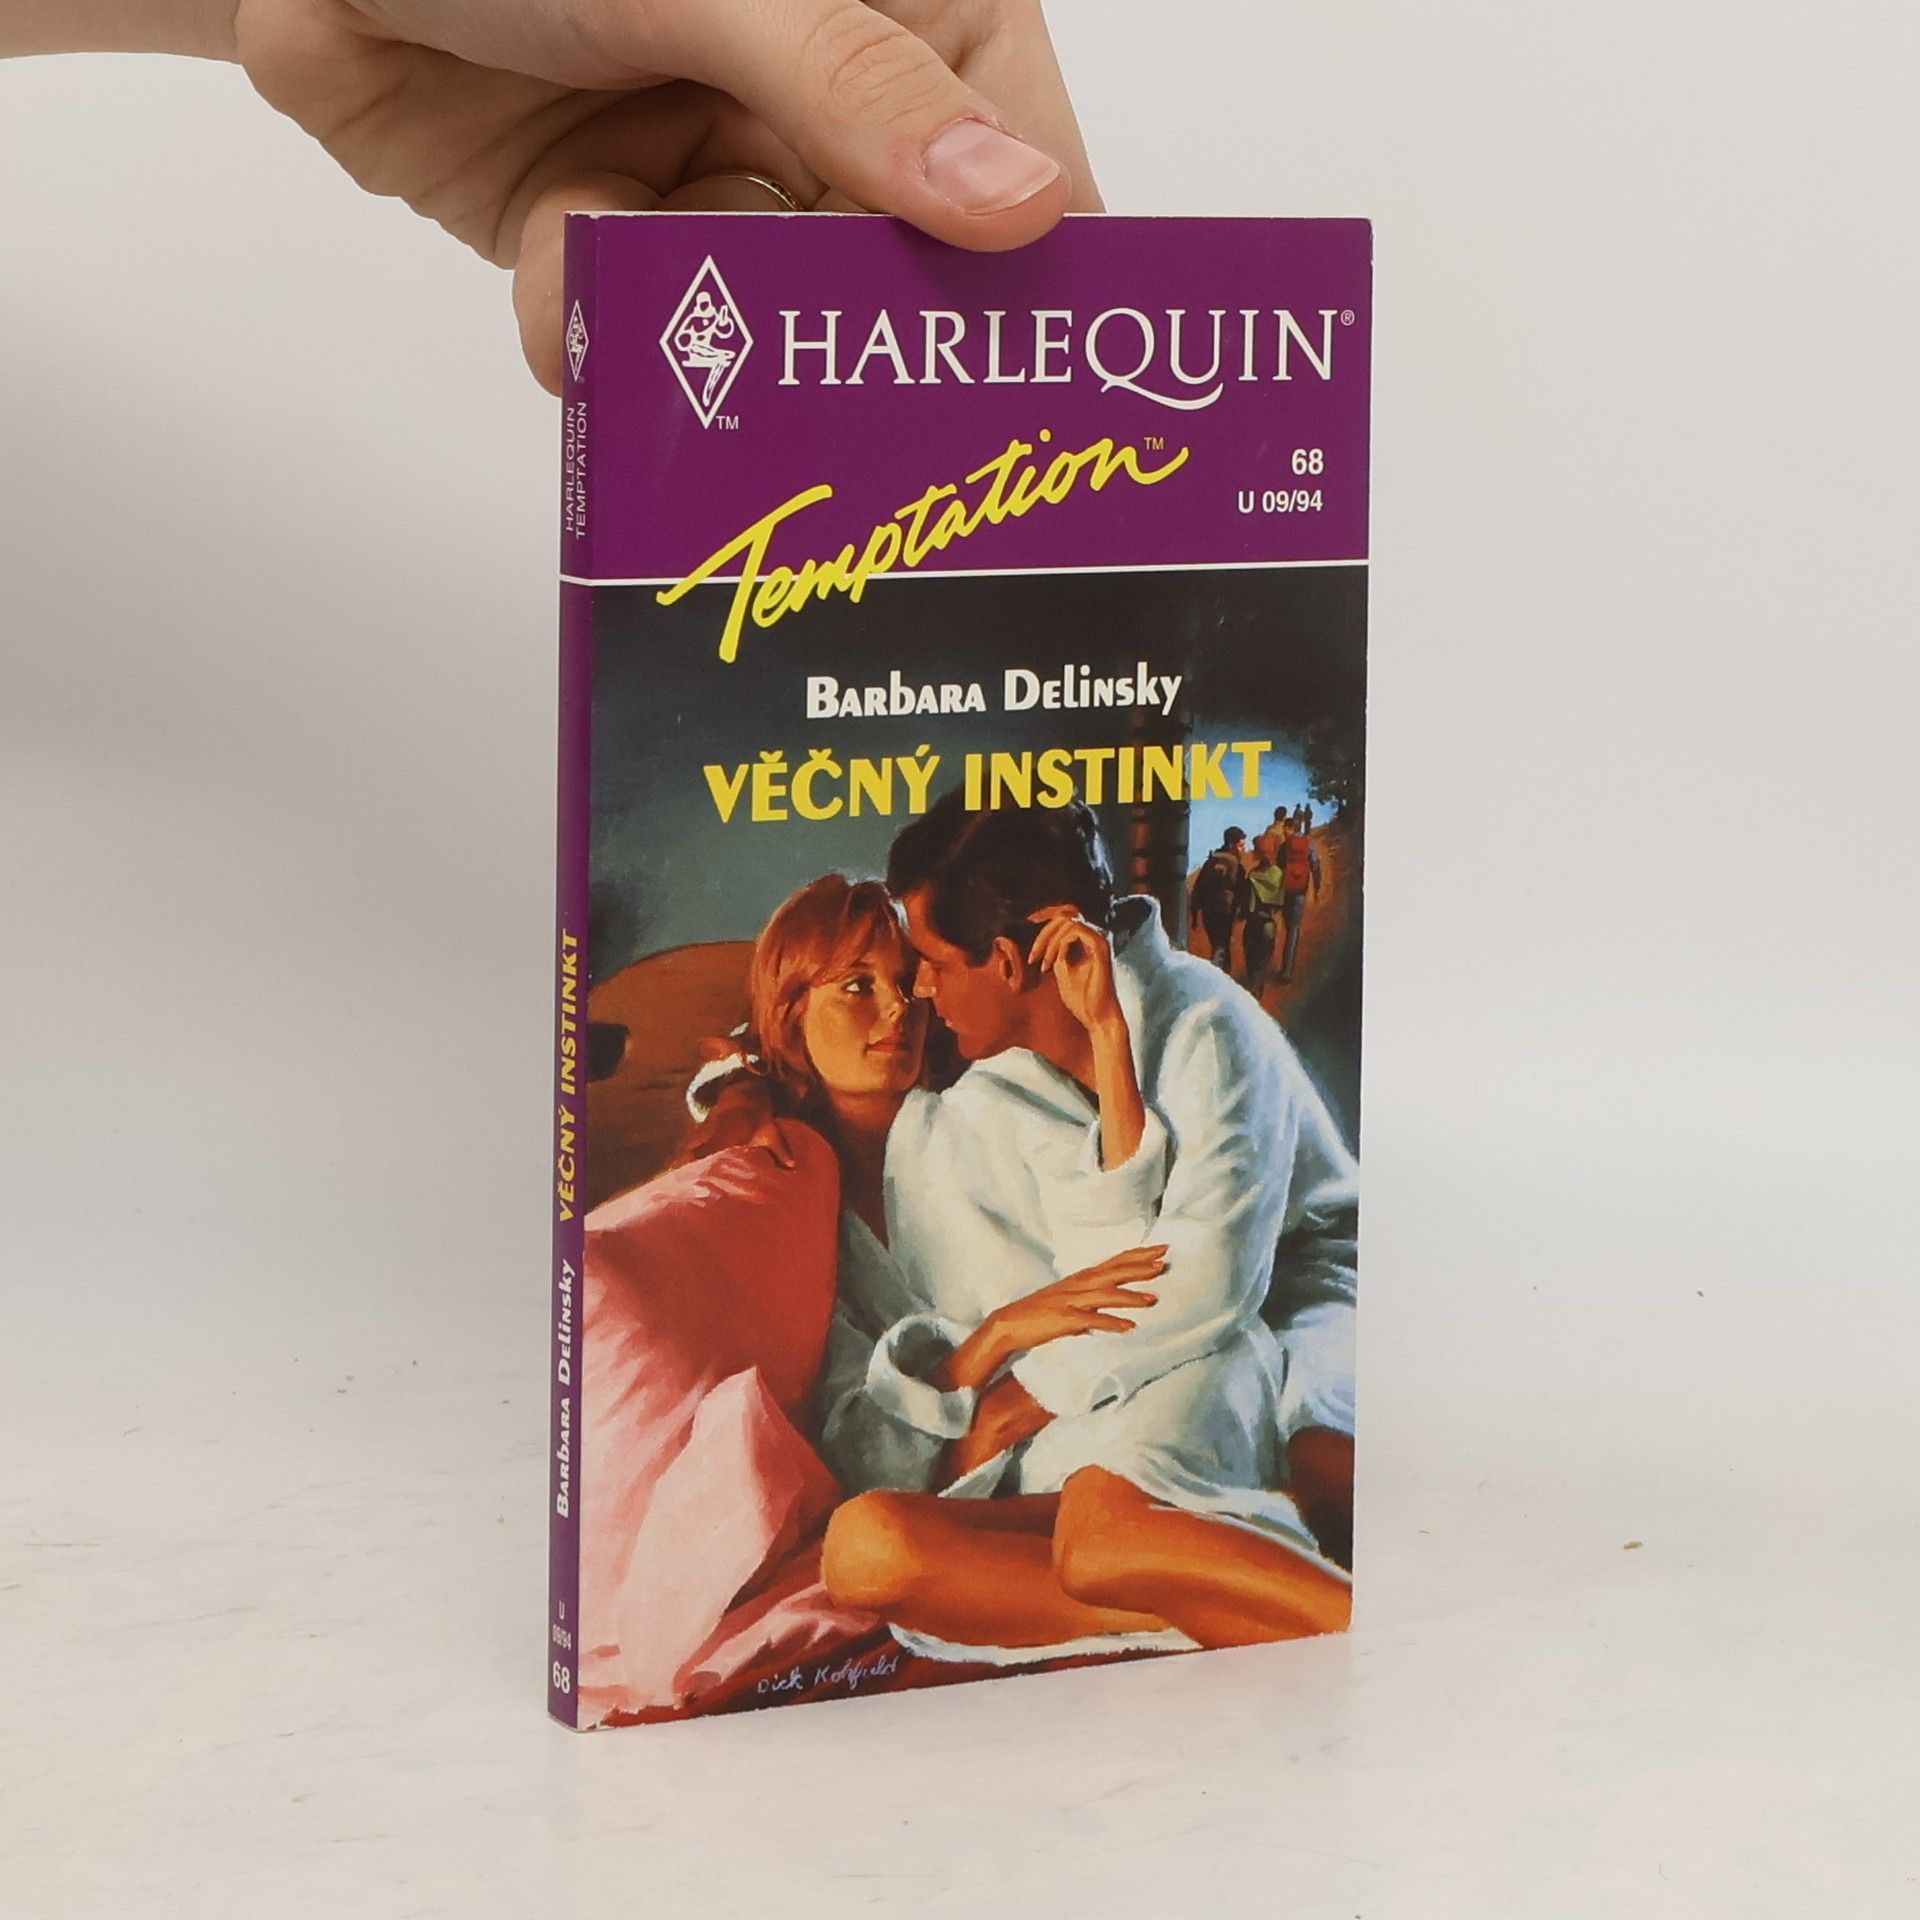 HARLEQUIN®
™
Temptation™
68
U 09/94
Barbara Delinsky
VĚČNÝ INSTINKT
Dick Kohfield
HARLEQUIN
TEMPTATION
Barbara Delinsky VĚČNÝ INSTINKT
U
09/94
68